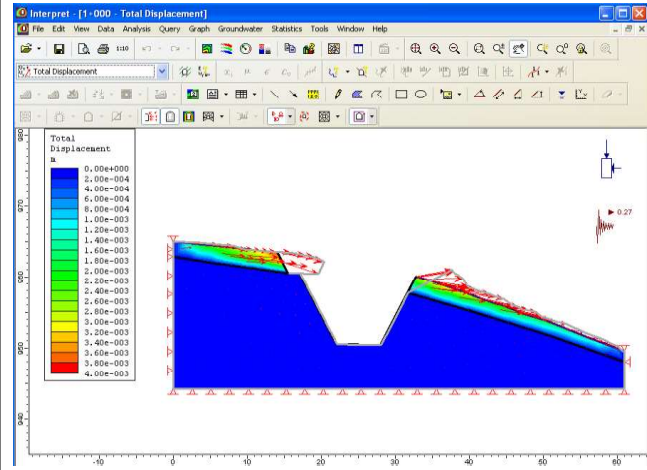 Interpret - [1+000 - Total Displacement]
File Edit View Data Analysis Query Graph Groundwater Statistics Tools Window Help
1:10
Total Displacement
Total
Displacement
m
0.00e+000
2.00e-004
4.00e-004
6.00e-004
8.00e-004
1.00e-003
1.20e-003
1.40e-003
1.60e-003
1.80e-003
2.00e-003
2.20e-003
2.40e-003
2.60e-003
2.80e-003
3.00e-003
3.20e-003
3.40e-003
3.60e-003
3.80e-003
4.00e-003
0.27
980
970
960
950
940
-10 0 10 20 30 40 50 60